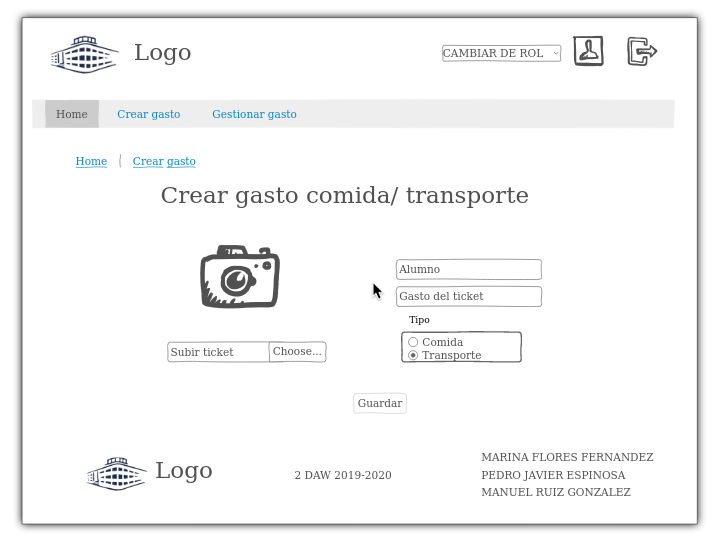 Logo
CAMBIAR DE ROL
Home Crear gasto Gestionar gasto
Home Crear gasto
Crear gasto comida/ transporte
Alumno
Gasto del ticket
Tipo
Subir ticket Choose...
Comida
Transporte
Guardar
Logo
2 DAW 2019-2020
MARINA FLORES FERNANDEZ
PEDRO JAVIER ESPINOSA
MANUEL RUIZ GONZALEZ